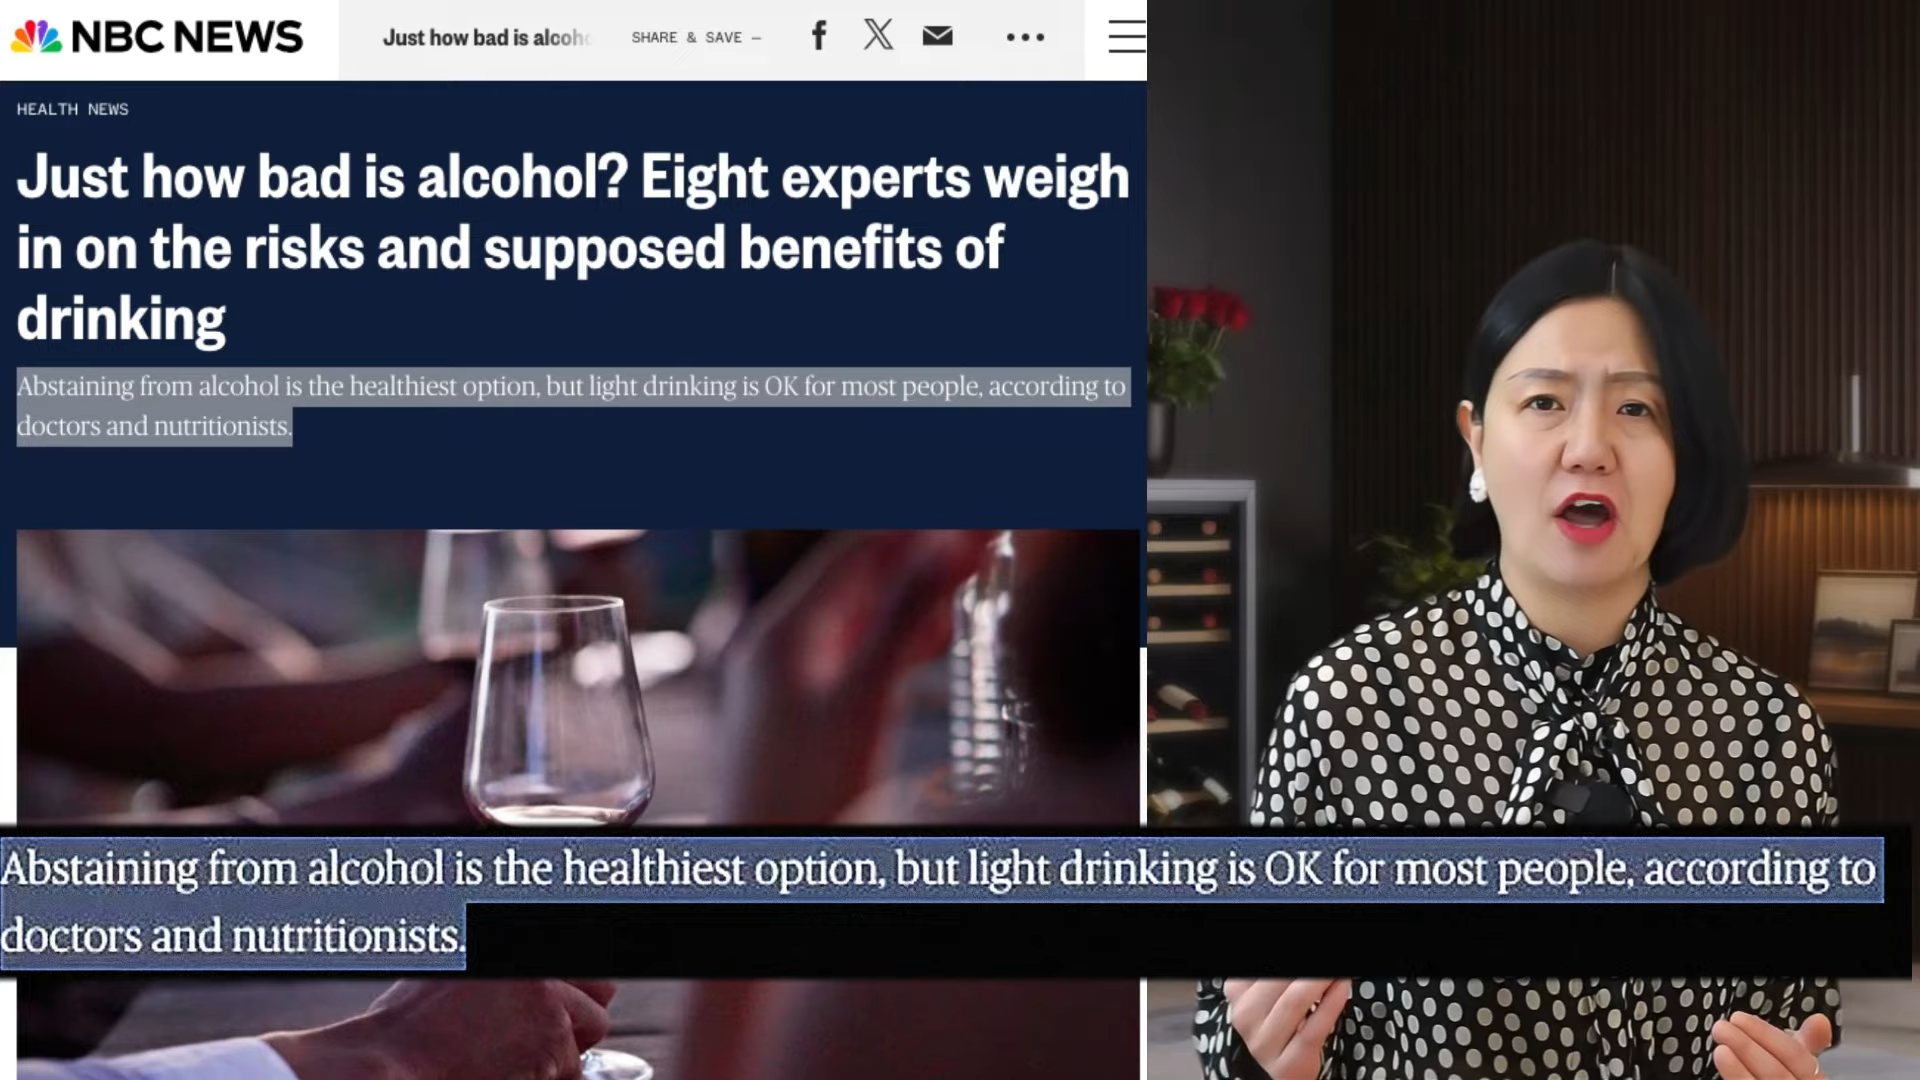 NBC NEWS
Just how bad is alcoho
SHARE & SAVE —
HEALTH NEWS
Just how bad is alcohol? Eight experts weigh
in on the risks and supposed benefits of
drinking
Abstaining from alcohol is the healthiest option, but light drinking is OK for most people, according to
doctors and nutritionists.
Abstaining from alcohol is the healthiest option, but light drinking is OK for most people, according to
doctors and nutritionists.